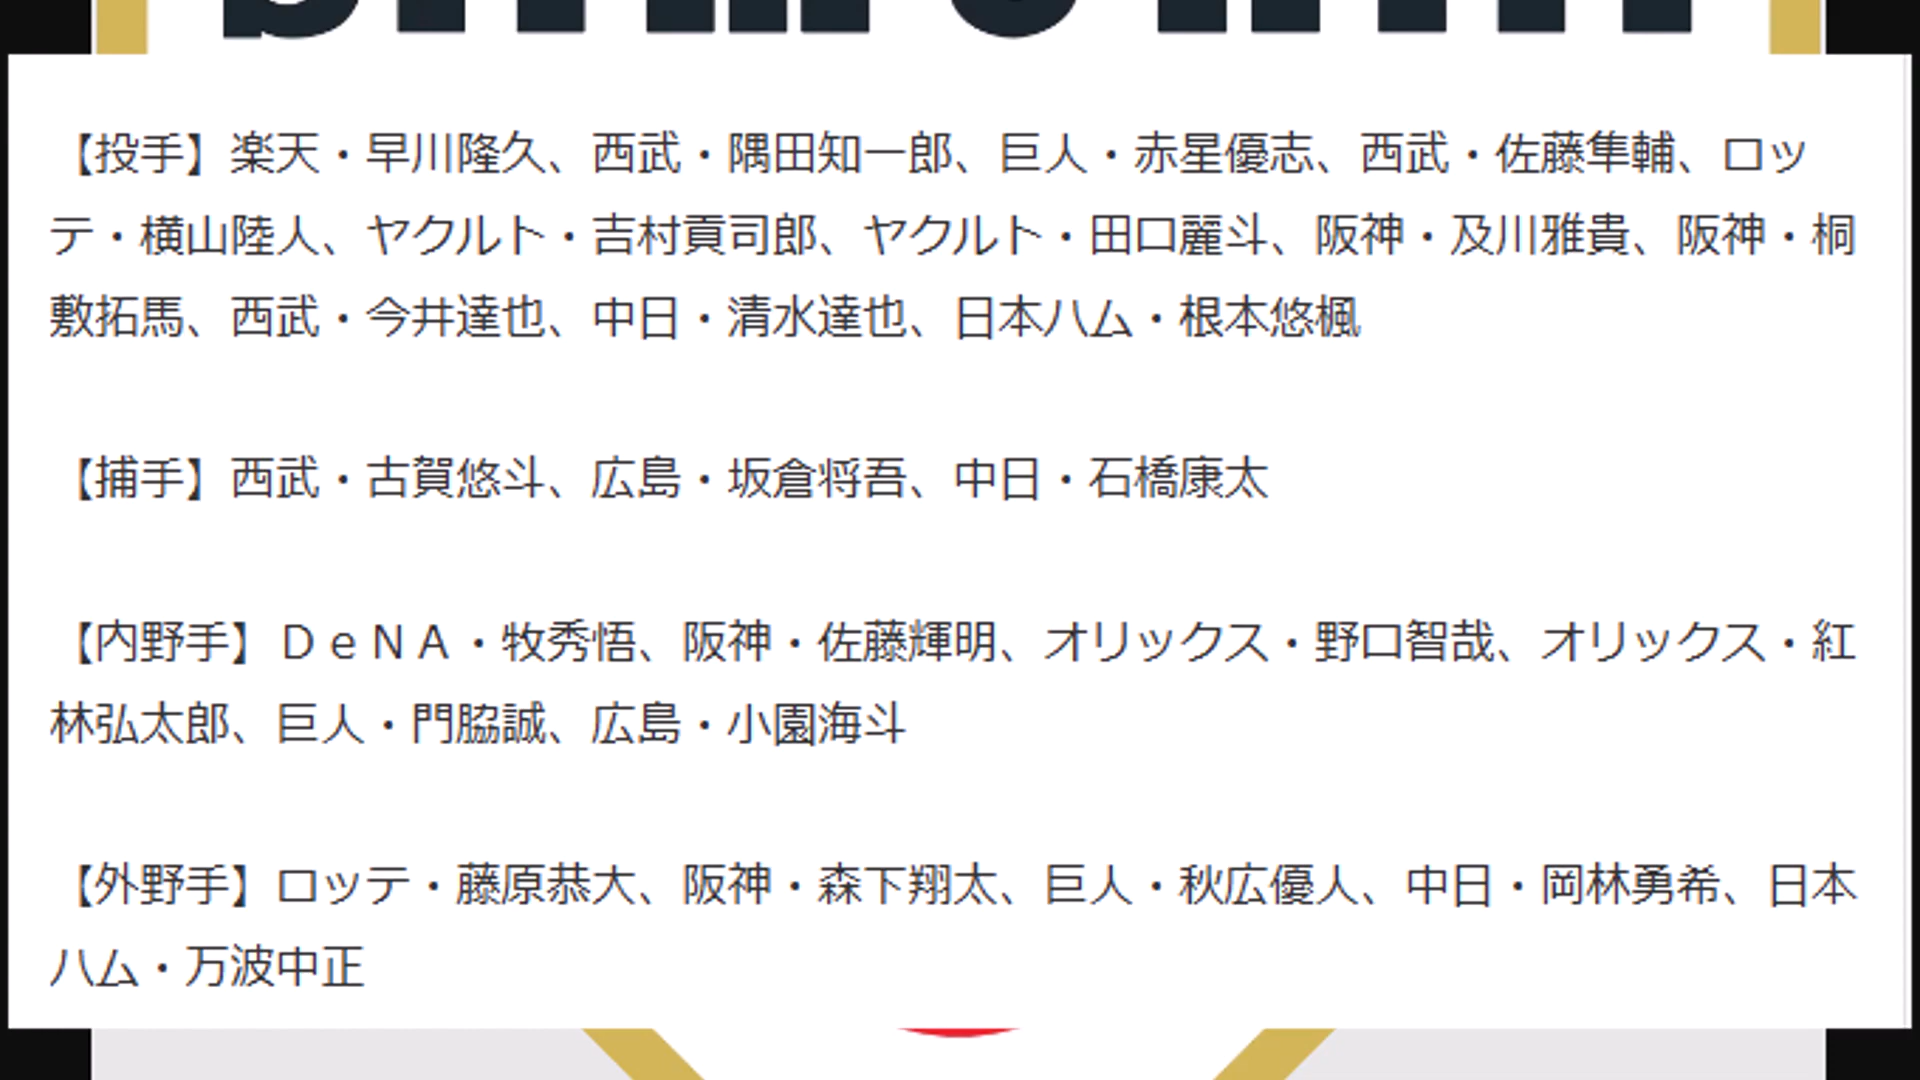 【投手】楽天・早川隆久、西武・隅田知一郎、巨人・赤星優志、西武・佐藤隼輔、ロッ
テ・横山陸人、ヤクルト・吉村貢司郎、ヤクルト・田口麗斗、阪神・及川雅貴、阪神・桐
敷拓馬、西武・今井達也、中日・清水達也、日本ハム・根本悠楓
【捕手】西武・古賀悠斗、広島・坂倉将吾、中日・石橋康太
【内野手】ＤｅＮＡ・牧秀悟、阪神・佐藤輝明、オリックス・野口智哉、オリックス・紅
林弘太郎、巨人・門脇誠、広島・小園海斗
【外野手】ロッテ・藤原恭大、阪神・森下翔太、巨人・秋広優人、中日・岡林勇希、日本
ハム・万波中正